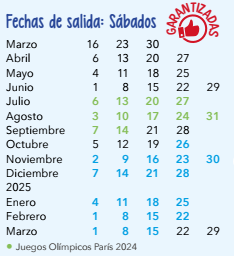 Fechas de salida: Sábados
GARANTIZADAS
Marzo 16 23 30
Abril 6 13 20 27
Mayo 4 11 18 25
Junio 1 8 15 22 29
Julio 6 13 20 27
Agosto 3 10 17 24 31
Septiembre 7 14 21 28
Octubre 5 12 19 26
Noviembre 2 9 16 23 30
Diciembre 7 14 21 28
2025
Enero 4 11 18 25
Febrero 1 8 15 22
Marzo 1 8 15 22 29
• Juegos Olímpicos París 2024